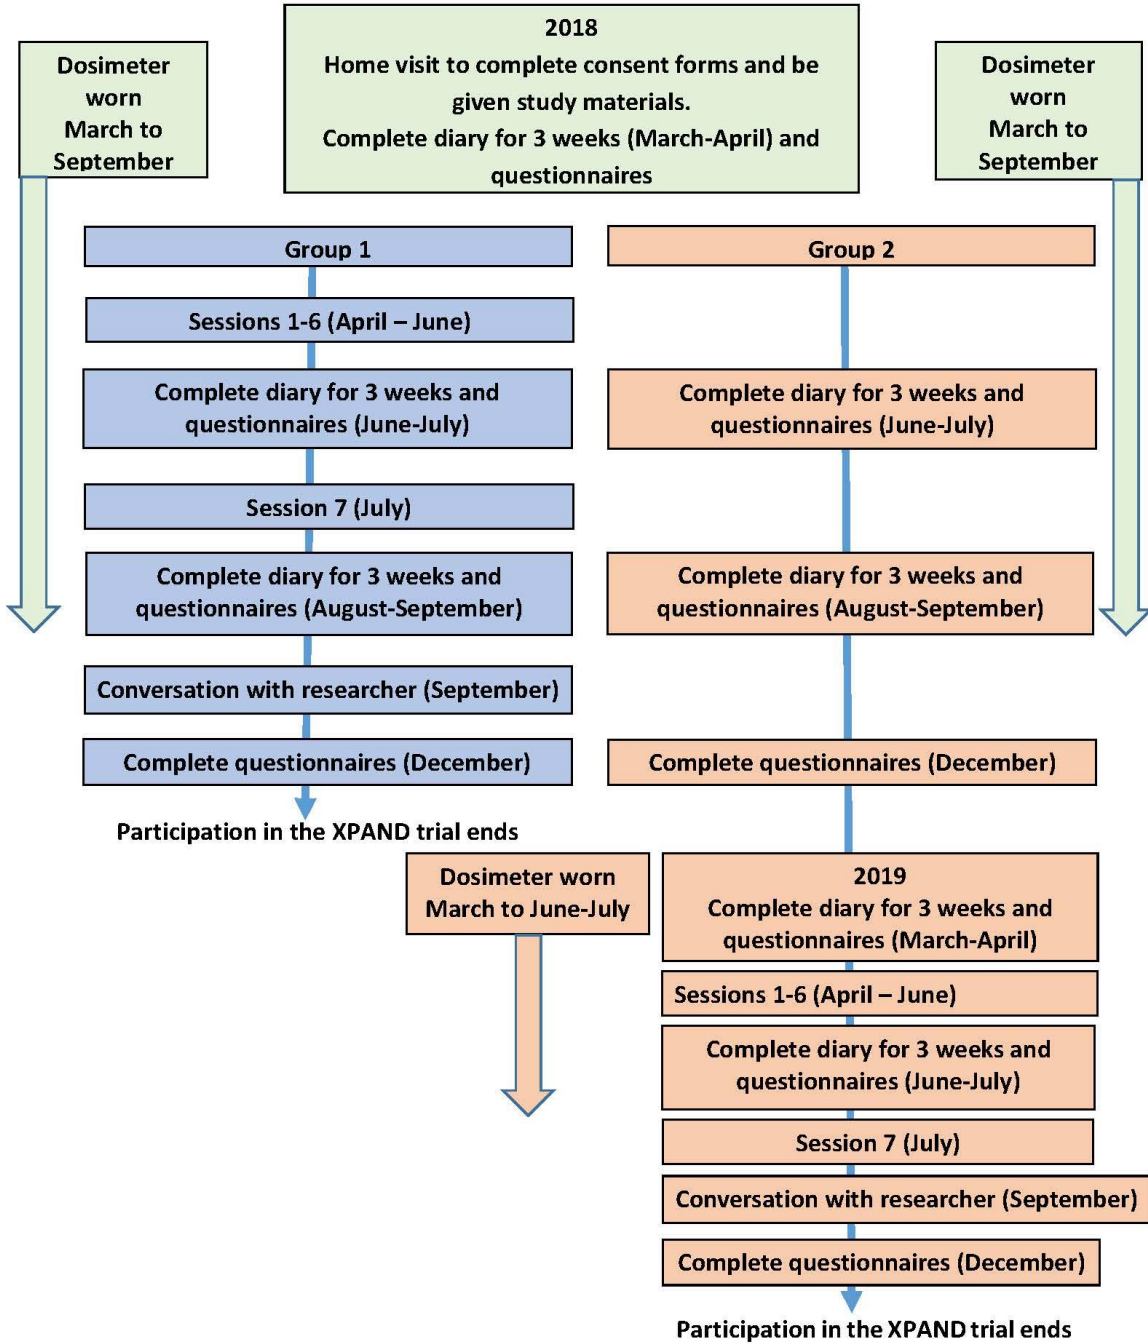 2018
Home visit to complete consent forms and be
given study materials.
Complete diary for 3 weeks (March-April) and
questionnaires
Dosimeter
worn
March to
September
Dosimeter
worn
March to
September
Group 1
Sessions 1-6 (April – June)
Complete diary for 3 weeks and
questionnaires (June-July)
Session 7 (July)
Complete diary for 3 weeks and
questionnaires (August-September)
Conversation with researcher (September)
Complete questionnaires (December)
Participation in the XPAND trial ends
Group 2
Complete diary for 3 weeks and
questionnaires (June-July)
Complete diary for 3 weeks and
questionnaires (August-September)
Complete questionnaires (December)
Dosimeter worn
March to June-July
2019
Complete diary for 3 weeks and
questionnaires (March-April)
Sessions 1-6 (April – June)
Complete diary for 3 weeks and
questionnaires (June-July)
Session 7 (July)
Conversation with researcher (September)
Complete questionnaires (December)
Participation in the XPAND trial ends